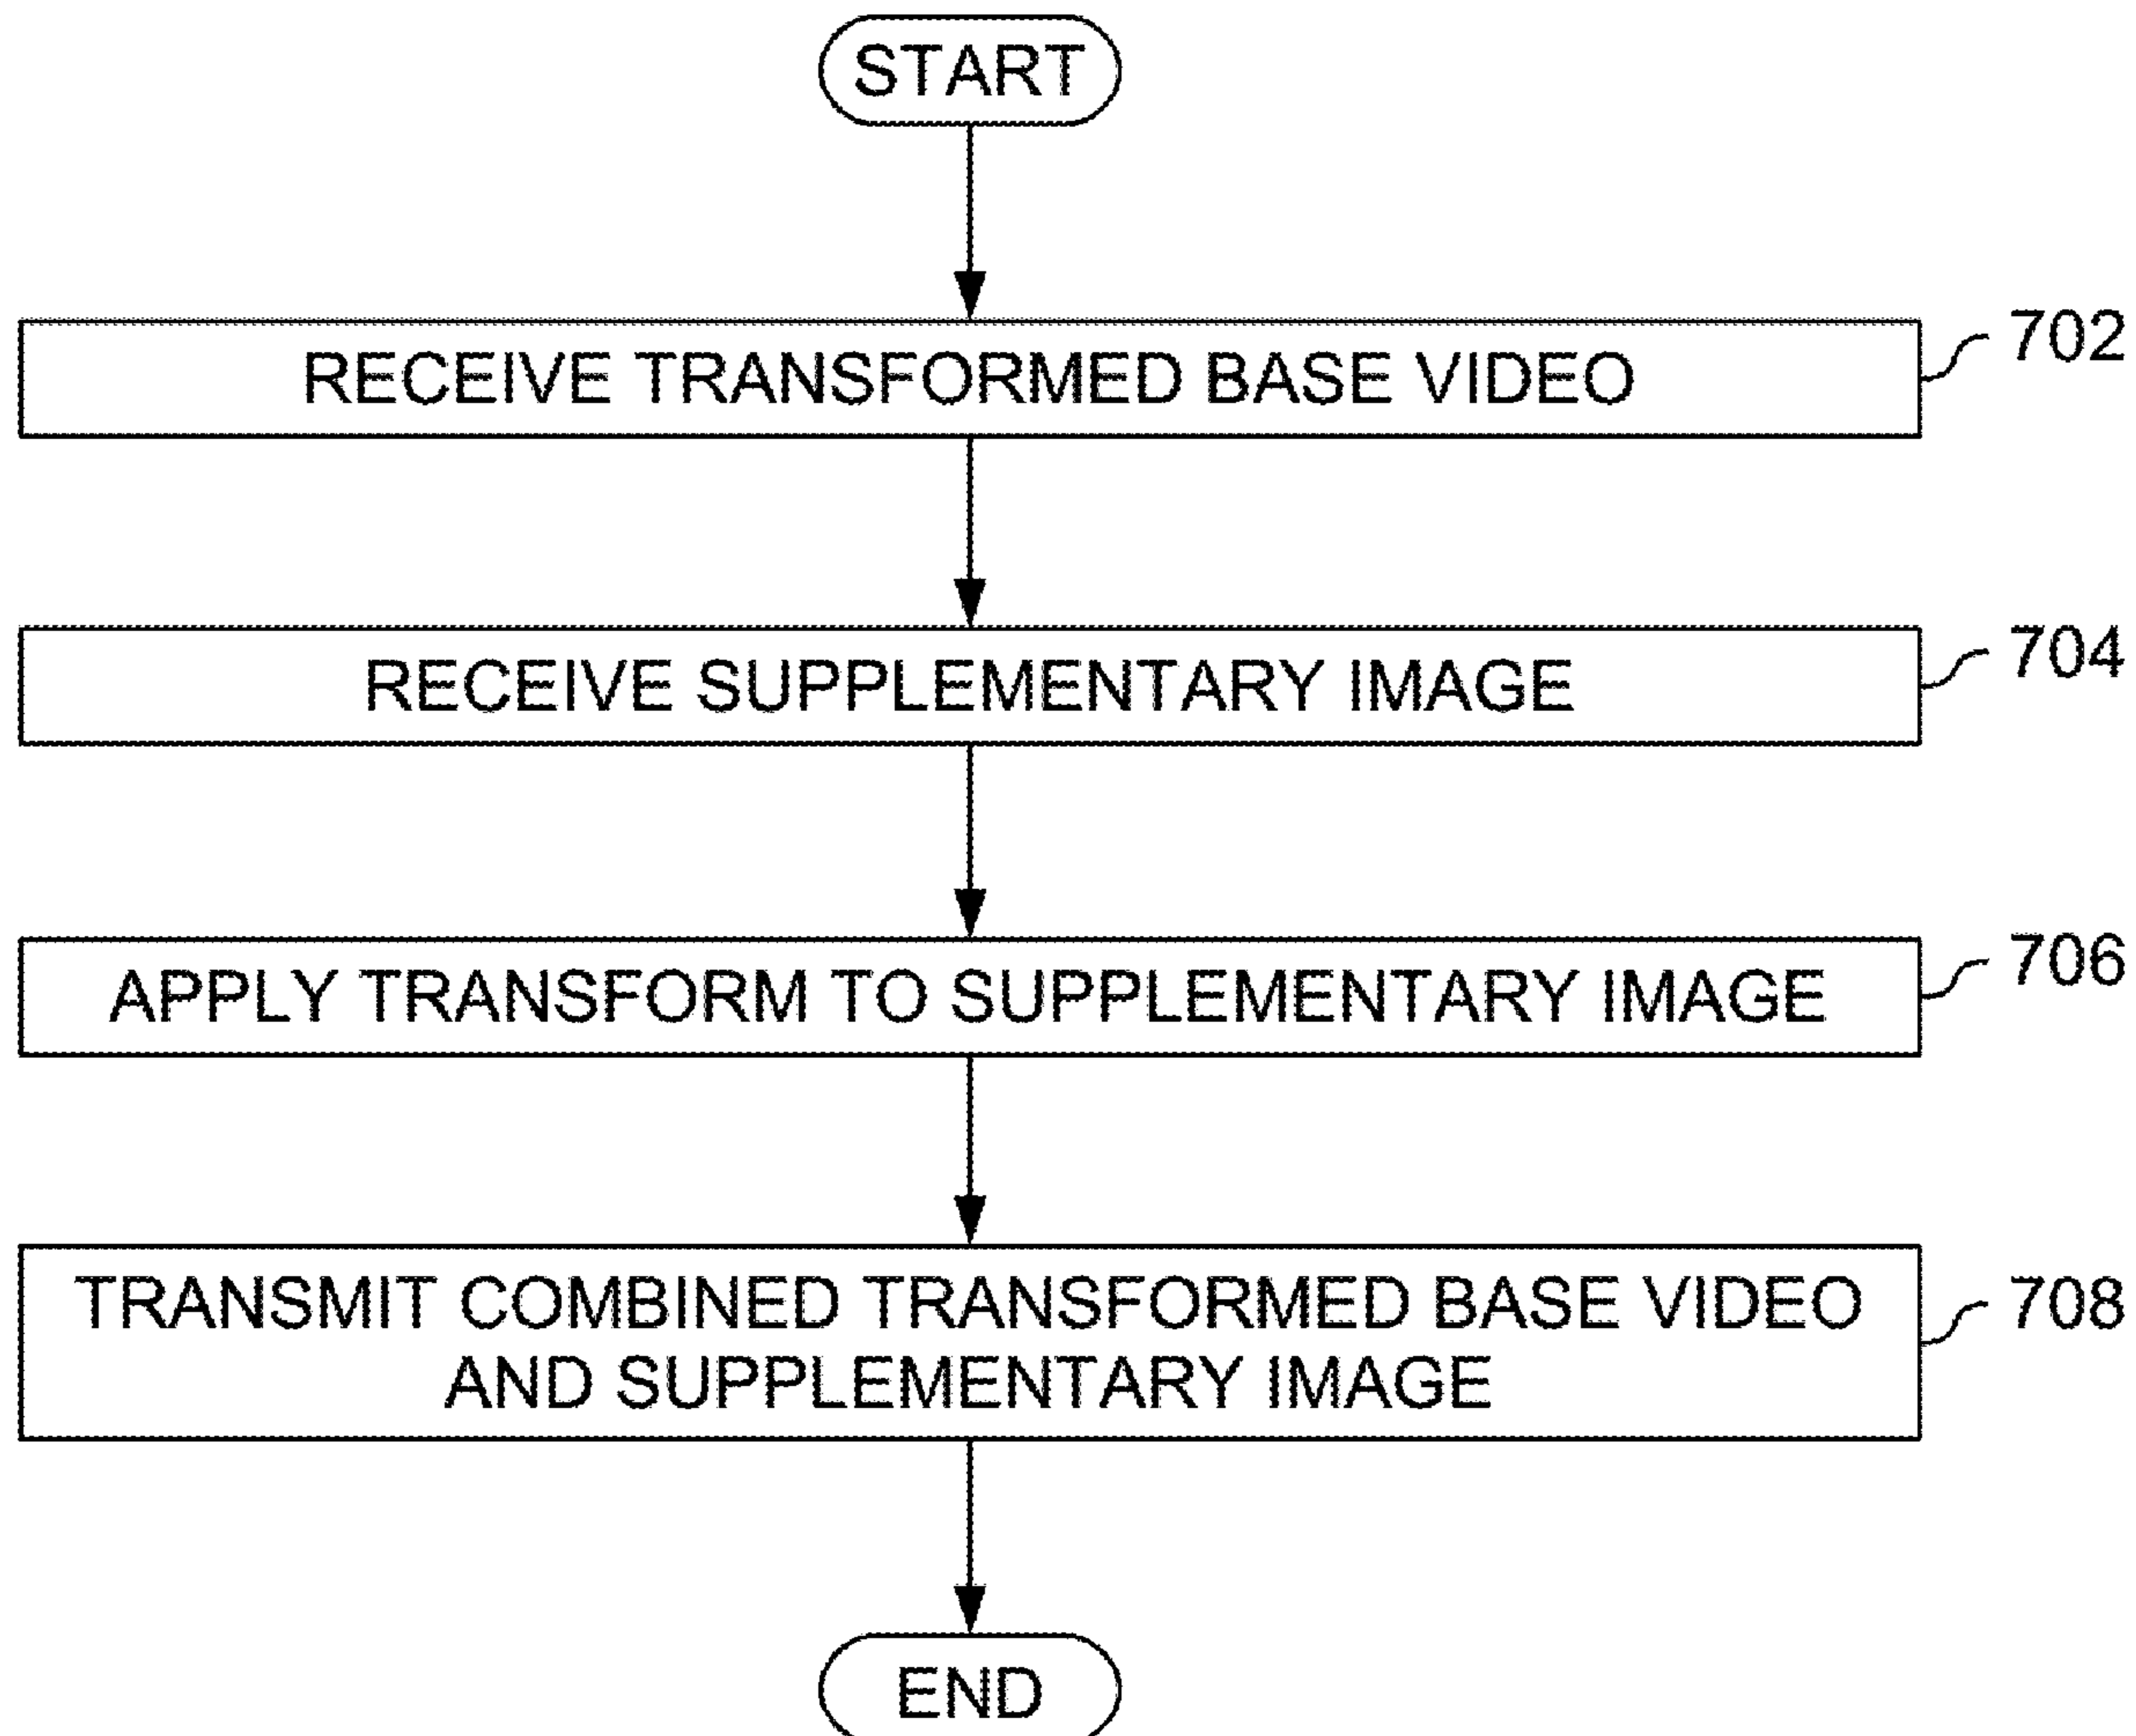 START
RECEIVE TRANSFORMED BASE VIDEO
702
RECEIVE SUPPLEMENTARY IMAGE
704
APPLY TRANSFORM TO SUPPLEMENTARY IMAGE
706
TRANSMIT COMBINED TRANSFORMED BASE VIDEO
AND SUPPLEMENTARY IMAGE
708
END